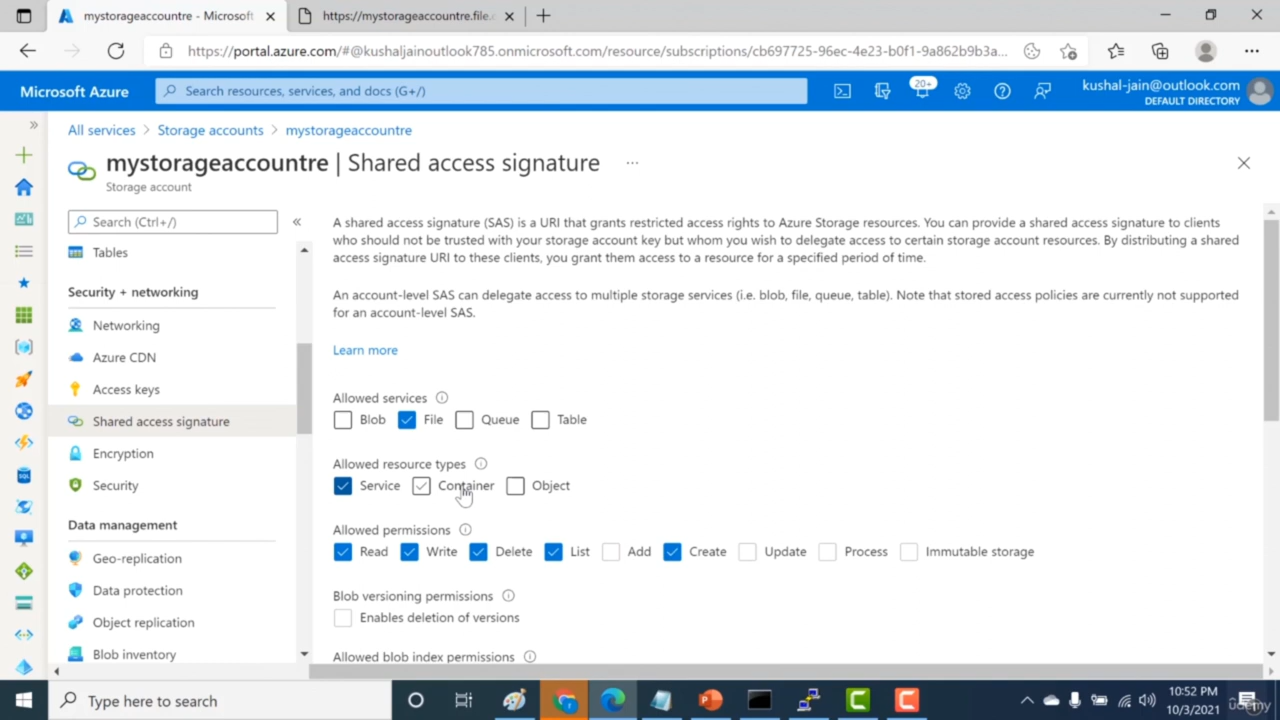 mystorageaccountre - Microsoft
https://mystorageaccountre.file.c
https://portal.azure.com/#@kushaljainoutlook785.onmicrosoft.com/resource/subscriptions/cb697725-96ec-4e23-b0f1-9a862b9b3a...
Microsoft Azure
Search resources, services, and docs (G+/)
20+
kushal-jain@outlook.com
DEFAULT DIRECTORY
All services > Storage accounts > mystorageaccountre
mystorageaccountre | Shared access signature ...
Storage account
Search (Ctrl+/)
Tables
Security + networking
Networking
Azure CDN
Access keys
Shared access signature
Encryption
Security
Data management
Geo-replication
Data protection
Object replication
Blob inventory
A shared access signature (SAS) is a URI that grants restricted access rights to Azure Storage resources. You can provide a shared access signature to clients
who should not be trusted with your storage account key but whom you wish to delegate access to certain storage account resources. By distributing a shared
access signature URI to these clients, you grant them access to a resource for a specified period of time.
An account-level SAS can delegate access to multiple storage services (i.e. blob, file, queue, table). Note that stored access policies are currently not supported
for an account-level SAS.
Learn more
Allowed services
Blob File Queue Table
Allowed resource types
Service Container Object
Allowed permissions
Read Write Delete List Add Create Update Process Immutable storage
Blob versioning permissions
Enables deletion of versions
Allowed blob index permissions
Type here to search
10:52 PM
10/3/2021
udemy